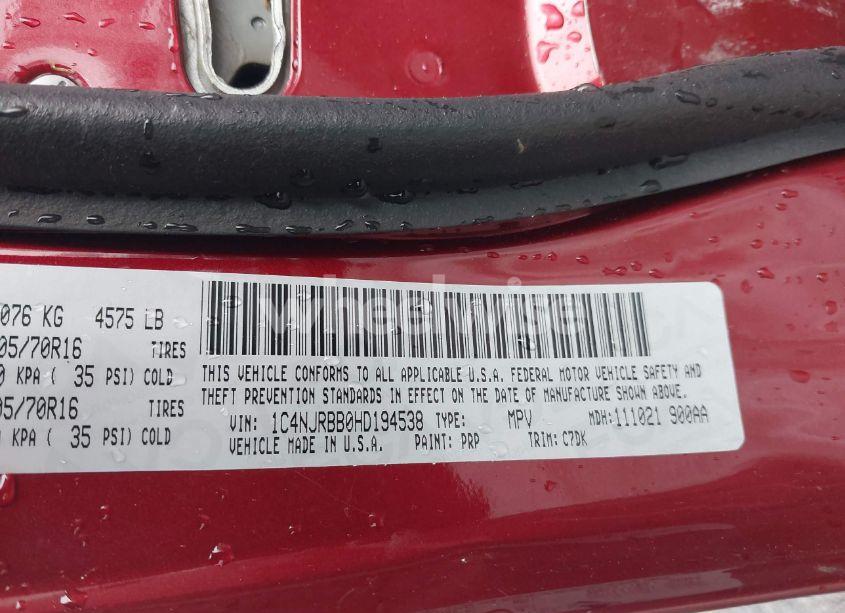 076 KG 4575 LB
05/70R16 TIRES
0 KPA ( 35 PSI) COLD
05/70R16 TIRES
KPA ( 35 PSI) COLD
wheelwise
THIS VEHICLE CONFORMS TO ALL APPLICABLE U.S.A. FEDERAL MOTOR VEHICLE SAFETY AND
THEFT PREVENTION STANDARDS IN EFFECT ON THE DATE OF MANUFACTURE SHOWN ABOVE.
VIN: 1C4NJRBB0HD194538 TYPE: MPV MDH:111021 900AA
VEHICLE MADE IN U.S.A. PAINT: PRP TRIM: C7DK